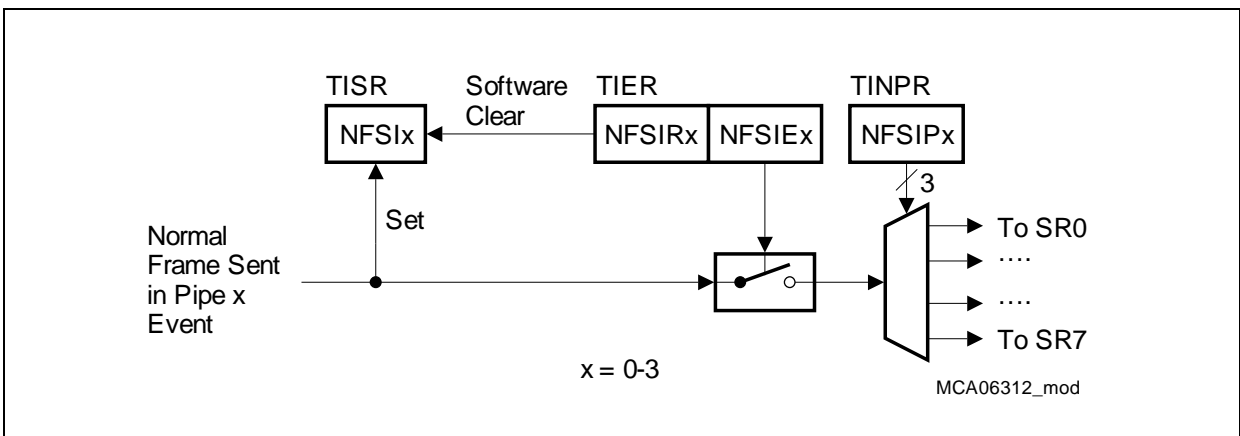 TISR
Software
Clear
TIER
TINPR
NFSIx
NFSIRx
NFSIEx
NFSIPx
3
Set
Normal
Frame Sent
in Pipe x
Event
To SR0
....
....
To SR7
x = 0-3
MCA06312_mod